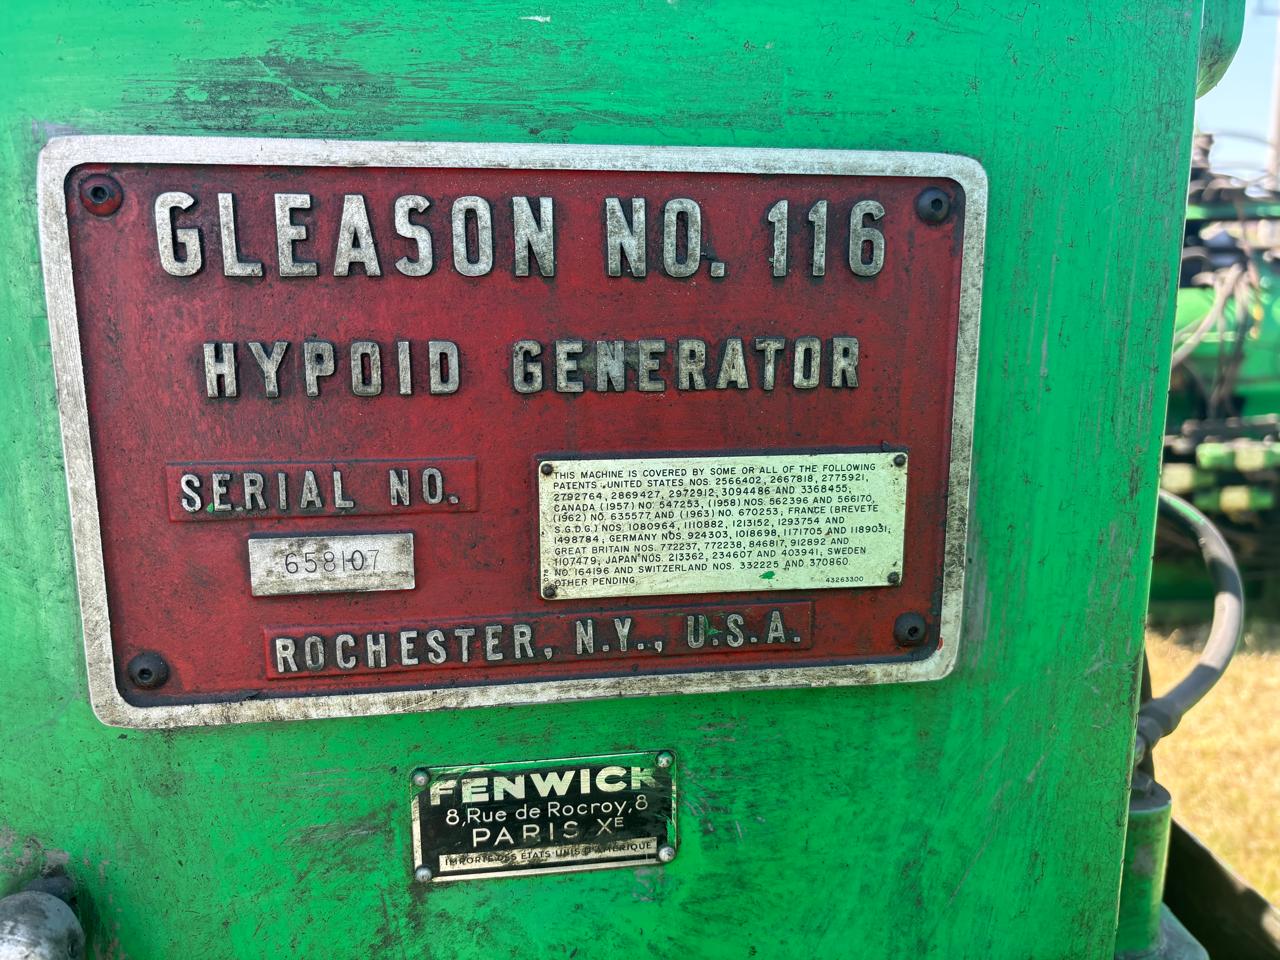 GLEASON NO. 116
HYPOID GENERATOR
SERIAL NO.
658107
THIS MACHINE IS COVERED BY SOME OR ALL OF THE FOLLOWING
PATENTS. UNITED STATES NOS. 2566402, 2667818, 2775921,
2792764, 2869427, 2972912, 3094486 AND 3368455;
CANADA (1957) NO. 547253, (1958) NOS. 562396 AND 566170,
(1962) NO. 635577 AND (1963) NO. 670253; FRANCE (BREVETE
S.G.D.G.) NOS. 1080964, 1110882, 1213152, 1293754 AND
1498784; GERMANY NOS. 924303, 1018698, 1171705 AND 1189031;
GREAT BRITAIN NOS. 772237, 772238, 846817, 912892 AND
1107479; JAPAN NOS. 213362, 234607 AND 403941; SWEDEN
NO. 164196 AND SWITZERLAND NOS. 332225 AND 370860.
OTHER PENDING. 43263300
ROCHESTER, N.Y., U.S.A.
FENWICK
8, Rue de Rocroy, 8
PARIS XE
IMPORTÉ DES ÉTATS UNIS D'AMÉRIQUE